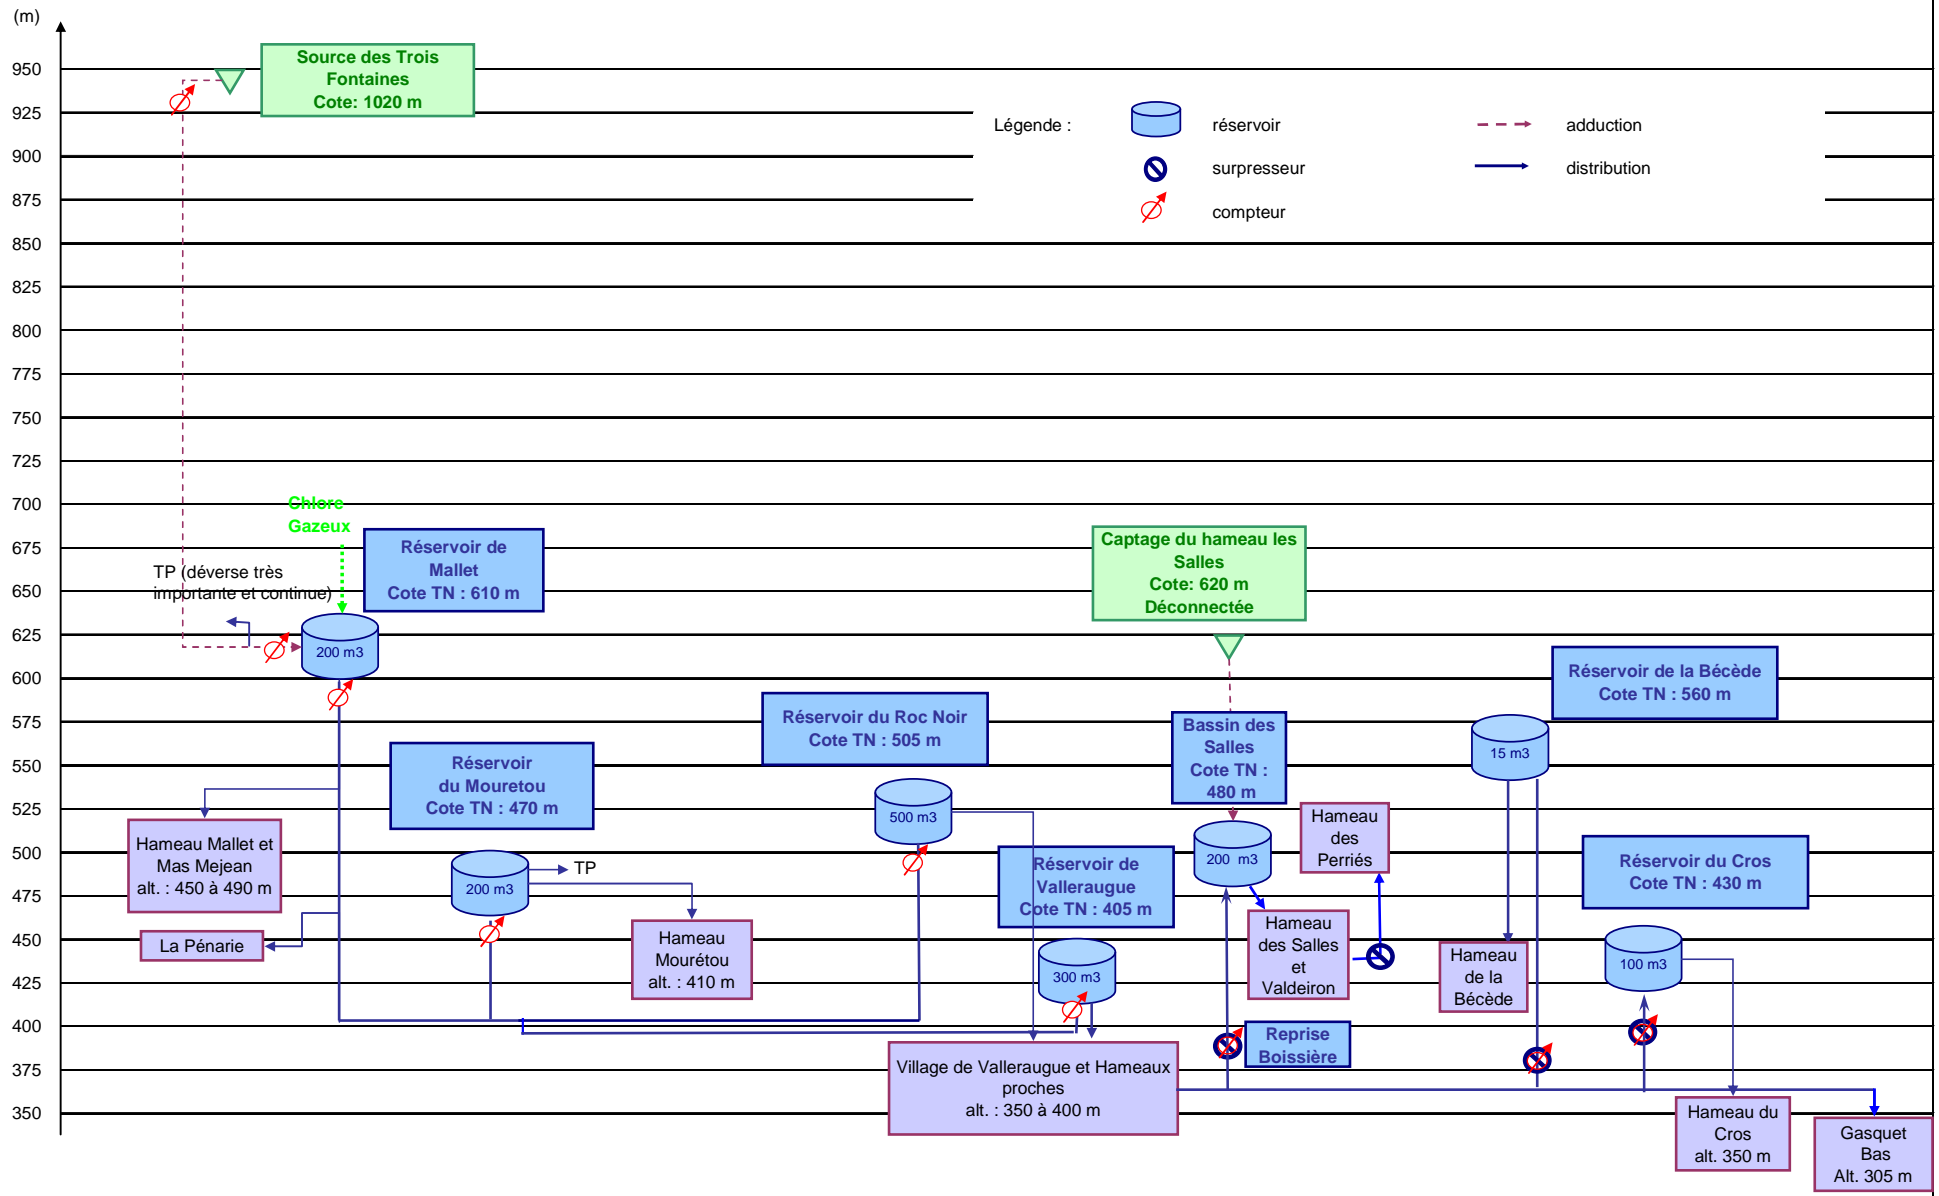 (m)
950
925
900
875
850
825
800
775
750
725
700
675
650
625
600
575
550
525
500
475
450
425
400
375
350
Source des Trois
Fontaines
Cote: 1020 m
Légende :
réservoir
surpresseur
compteur
adduction
distribution
Chlore
Gazeux
TP (déverse très
importante et continue)
200 m3
Réservoir de
Mallet
Cote TN : 610 m
Hameau Mallet et
Mas Mejean
alt. : 450 à 490 m
La Pénarie
Réservoir
du Mouretou
Cote TN : 470 m
200 m3
TP
Hameau
Mourétou
alt. : 410 m
Réservoir du Roc Noir
Cote TN : 505 m
500 m3
Réservoir de
Valleraugue
Cote TN : 405 m
300 m3
Village de Valleraugue et Hameaux
proches
alt. : 350 à 400 m
Captage du hameau les
Salles
Cote: 620 m
Déconnectée
Bassin des
Salles
Cote TN :
480 m
200 m3
Hameau
des
Perriés
Hameau
des Salles
et
Valdeiron
Reprise
Boissière
Réservoir de la Bécède
Cote TN : 560 m
15 m3
Hameau
de la
Bécède
Réservoir du Cros
Cote TN : 430 m
100 m3
Hameau du
Cros
alt. 350 m
Gasquet
Bas
Alt. 305 m